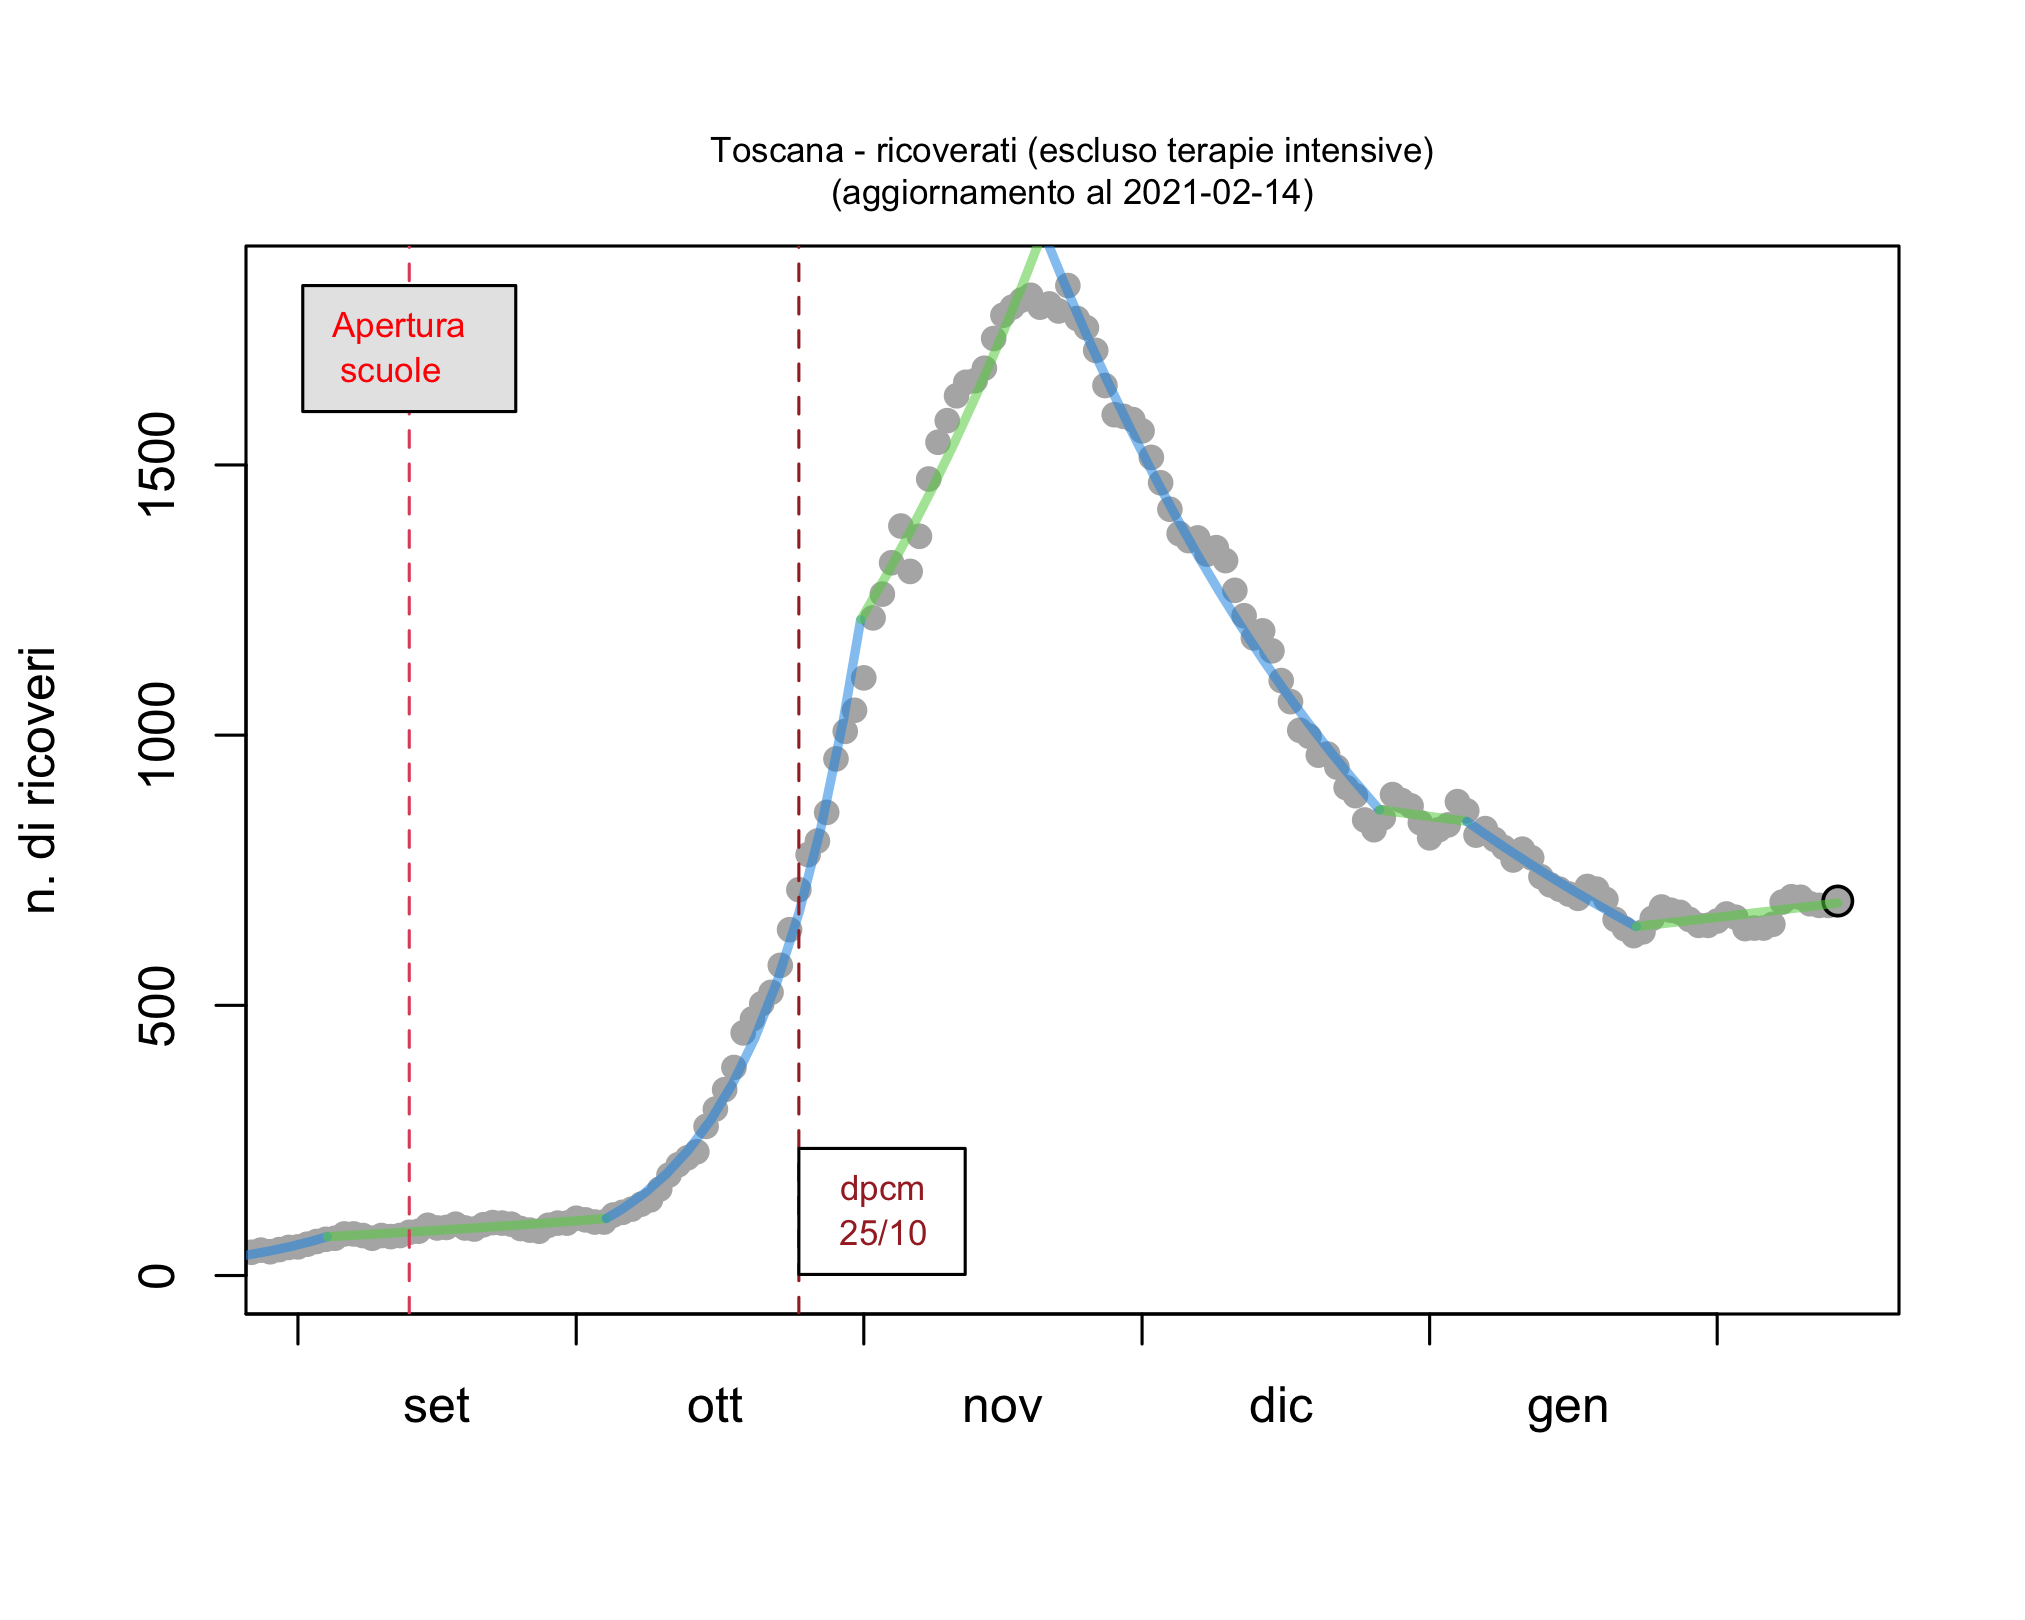 Toscana - ricoverati (escluso terapie intensive)
(aggiornamento al 2021-02-14)
Apertura
scuole
n. di ricoveri
1500
1000
500
0
dpcm
25/10
set
ott
nov
dic
gen